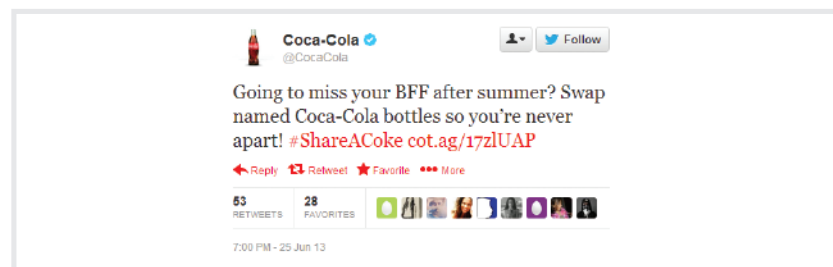 Coca-Cola
Follow
@CocaCola
Going to miss your BFF after summer? Swap
named Coca-Cola bottles so you're never
apart! #ShareACoke cot.ag/17zlUAP
Reply Retweet Favorite More
53 28
RETWEETS FAVORITES
7:00 PM - 25 Jun 13